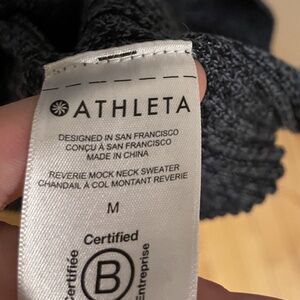 ATHLETA
DESIGNED IN SAN FRANCISCO
CONÇU À SAN FRANCISCO
MADE IN CHINA
REVERIE MOCK NECK SWEATER
CHANDAIL À COL MONTANT REVERIE
M
Certified
Certifiée
B
Entreprise